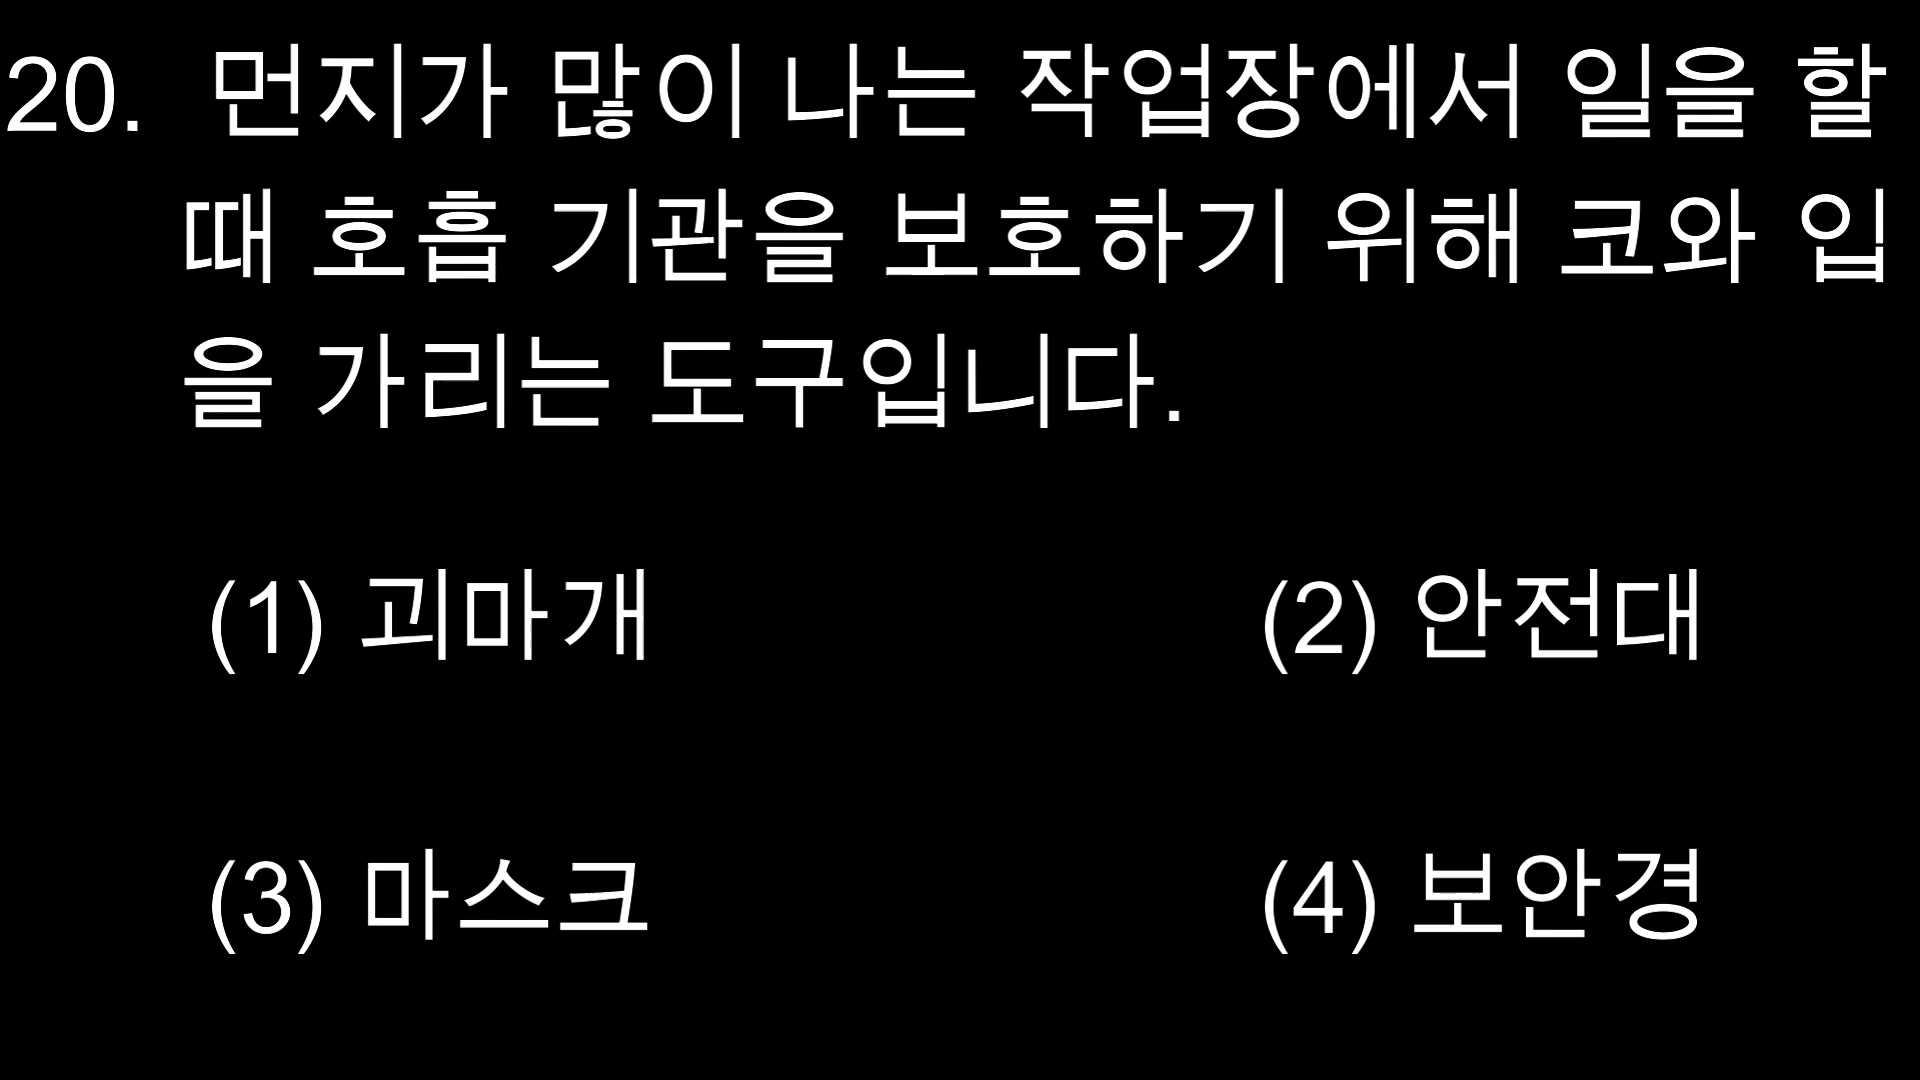 20. 먼지가 많이 나는 작업장에서 일을 할
때 호흡 기관을 보호하기 위해 코와 입
을 가리는 도구입니다.
(1) 괴마개 (2) 안전대
(3) 마스크 (4) 보안경